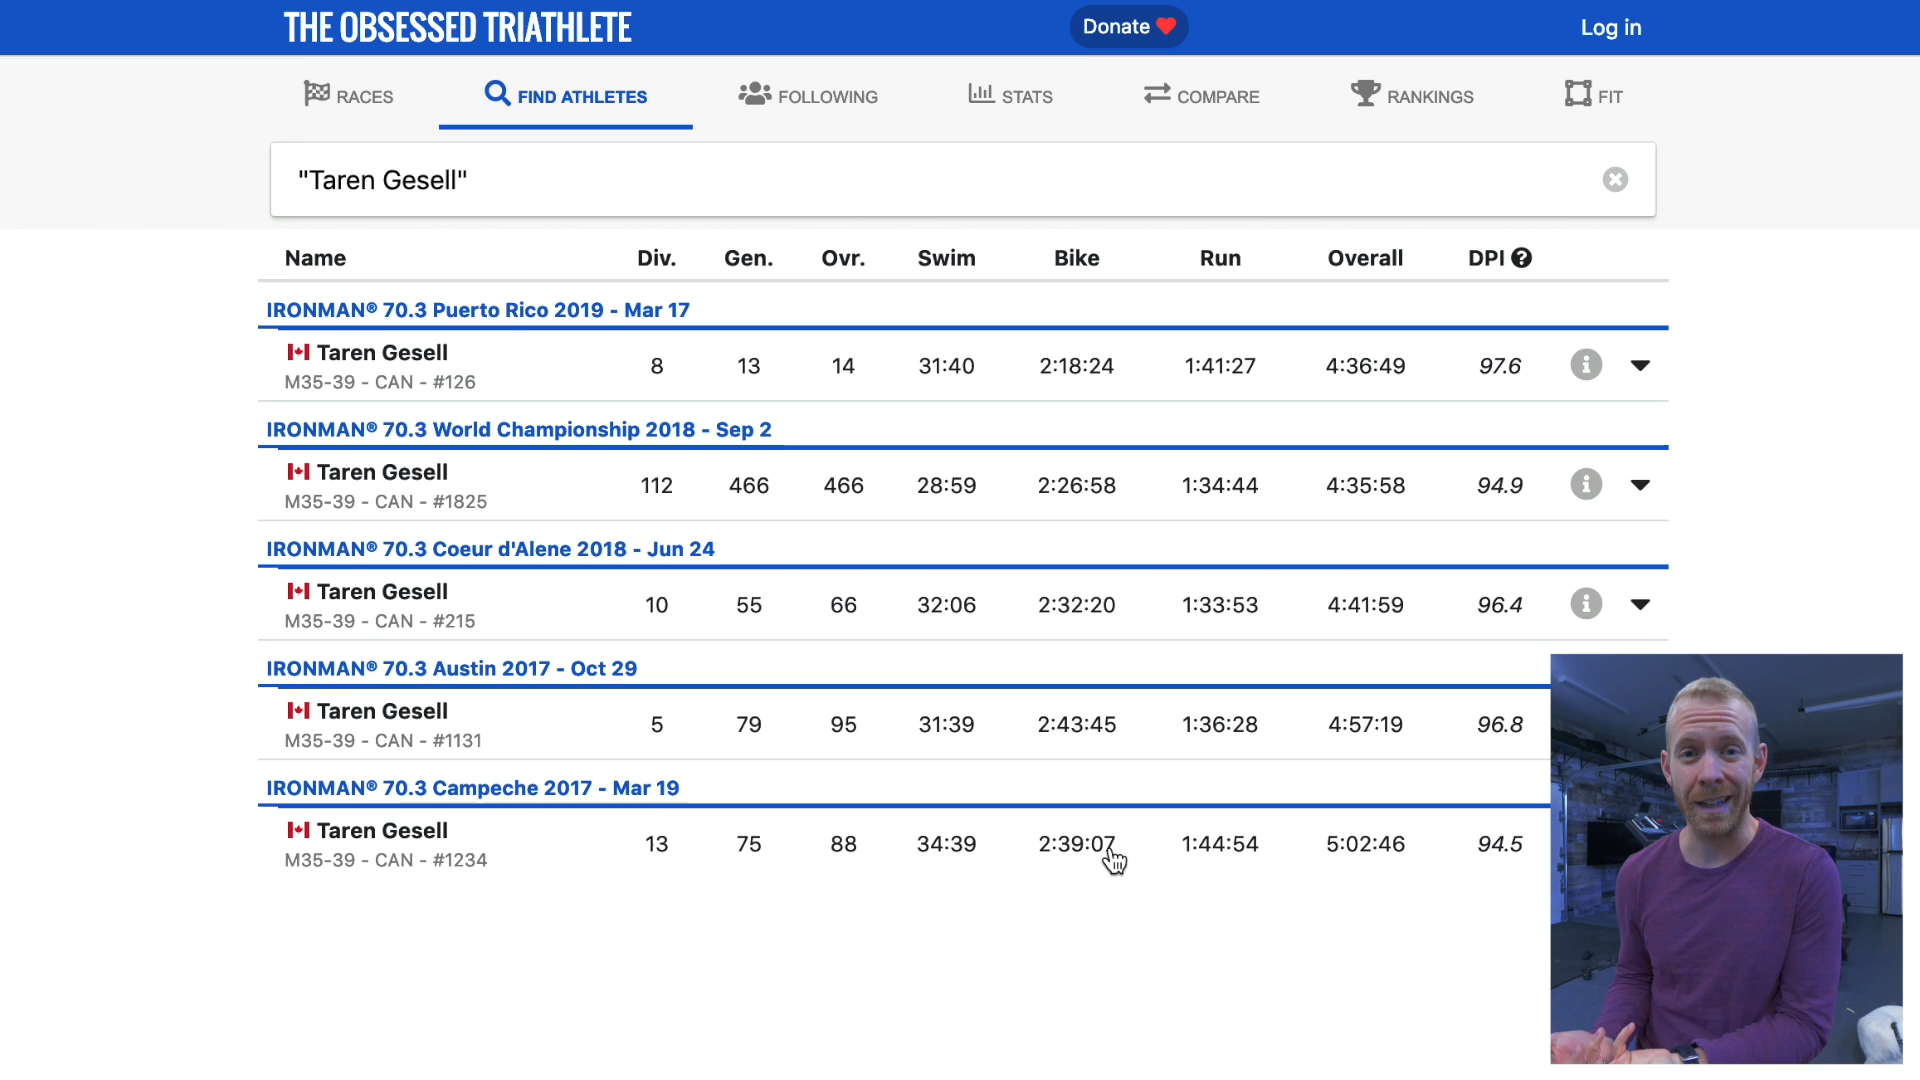 THE OBSESSED TRIATHLETE
Donate
Log in
RACES
FIND ATHLETES
FOLLOWING
STATS
COMPARE
RANKINGS
FIT
"Taren Gesell"
Name Div. Gen. Ovr. Swim Bike Run Overall DPI ?
IRONMAN® 70.3 Puerto Rico 2019 - Mar 17
Taren Gesell
8 13 14 31:40 2:18:24 1:41:27 4:36:49 97.6 i
M35-39 - CAN - #126
IRONMAN® 70.3 World Championship 2018 - Sep 2
Taren Gesell
112 466 466 28:59 2:26:58 1:34:44 4:35:58 94.9 i
M35-39 - CAN - #1825
IRONMAN® 70.3 Coeur d'Alene 2018 - Jun 24
Taren Gesell
10 55 66 32:06 2:32:20 1:33:53 4:41:59 96.4 i
M35-39 - CAN - #215
IRONMAN® 70.3 Austin 2017 - Oct 29
Taren Gesell
5 79 95 31:39 2:43:45 1:36:28 4:57:19 96.8
M35-39 - CAN - #1131
IRONMAN® 70.3 Campeche 2017 - Mar 19
Taren Gesell
13 75 88 34:39 2:39:07 1:44:54 5:02:46 94.5
M35-39 - CAN - #1234